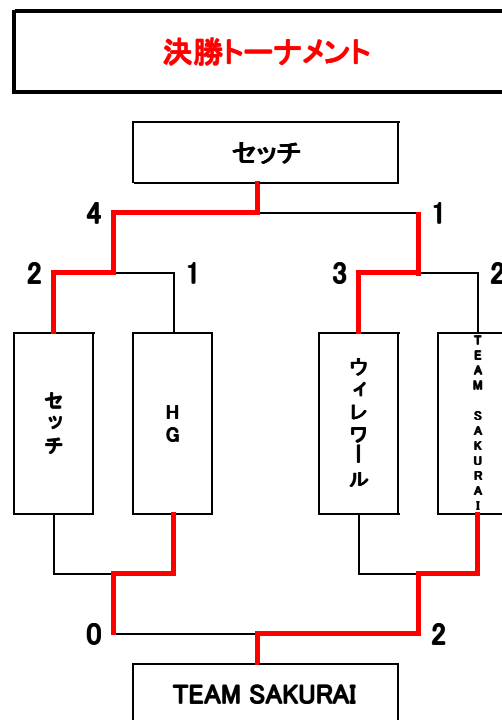 決勝トーナメント
セッチ
4 1
2 1 3 2
セッチ
HG
ウィレワール
TEAM SAKURAI
0 2
TEAM SAKURAI